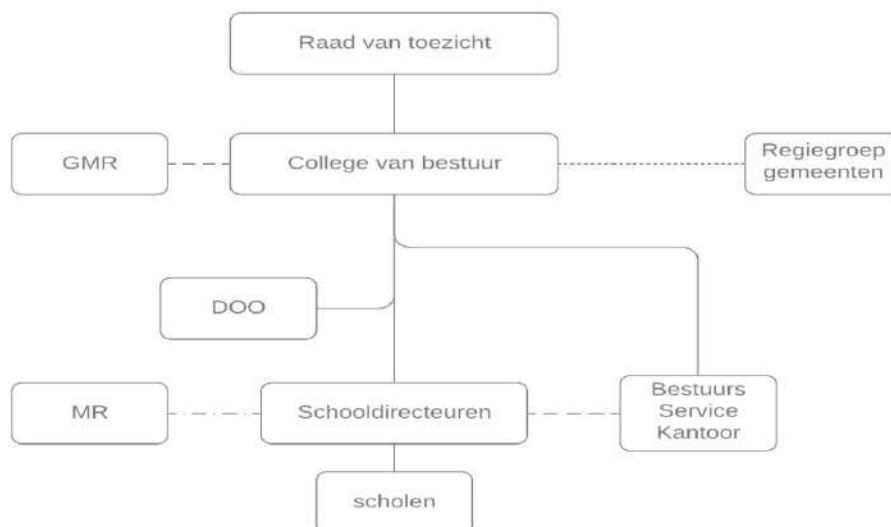 Raad van toezicht
GMR
College van bestuur
Regiegroep
gemeenten
DOO
MR
Schooldirecteuren
Bestuurs
Service
Kantoor
scholen